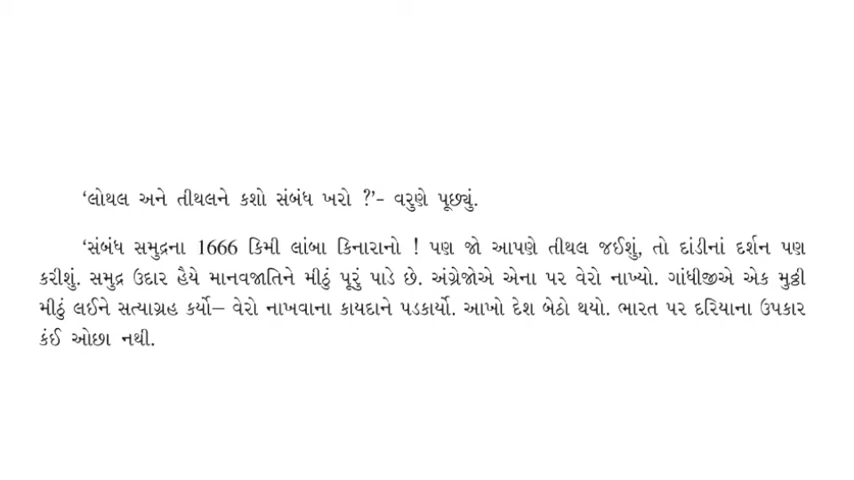 ‘લોથલ અને તીથલને કશો સંબંધ ખરો ?’- વરુણે પૂછ્યું.
‘સંબંધ સમુદ્રના 1666 કિમી લાંબા કિનારાનો ! પણ જો આપણે તીથલ જઈશું, તો દાંડીનાં દર્શન પણ
કરીશું. સમુદ્ર ઉદાર હૈયે માનવજાતિને મીઠું પૂરું પાડે છે. અંગ્રેજોએ એના પર વેરો નાખ્યો. ગાંધીજીએ એક મુઠ્ઠી
મીઠું લઈને સત્યાગ્રહ કર્યો– વેરો નાખવાના કાયદાને પડકાર્યો. આખો દેશ બેઠો થયો. ભારત પર દરિયાના ઉપકાર
કંઈ ઓછા નથી.